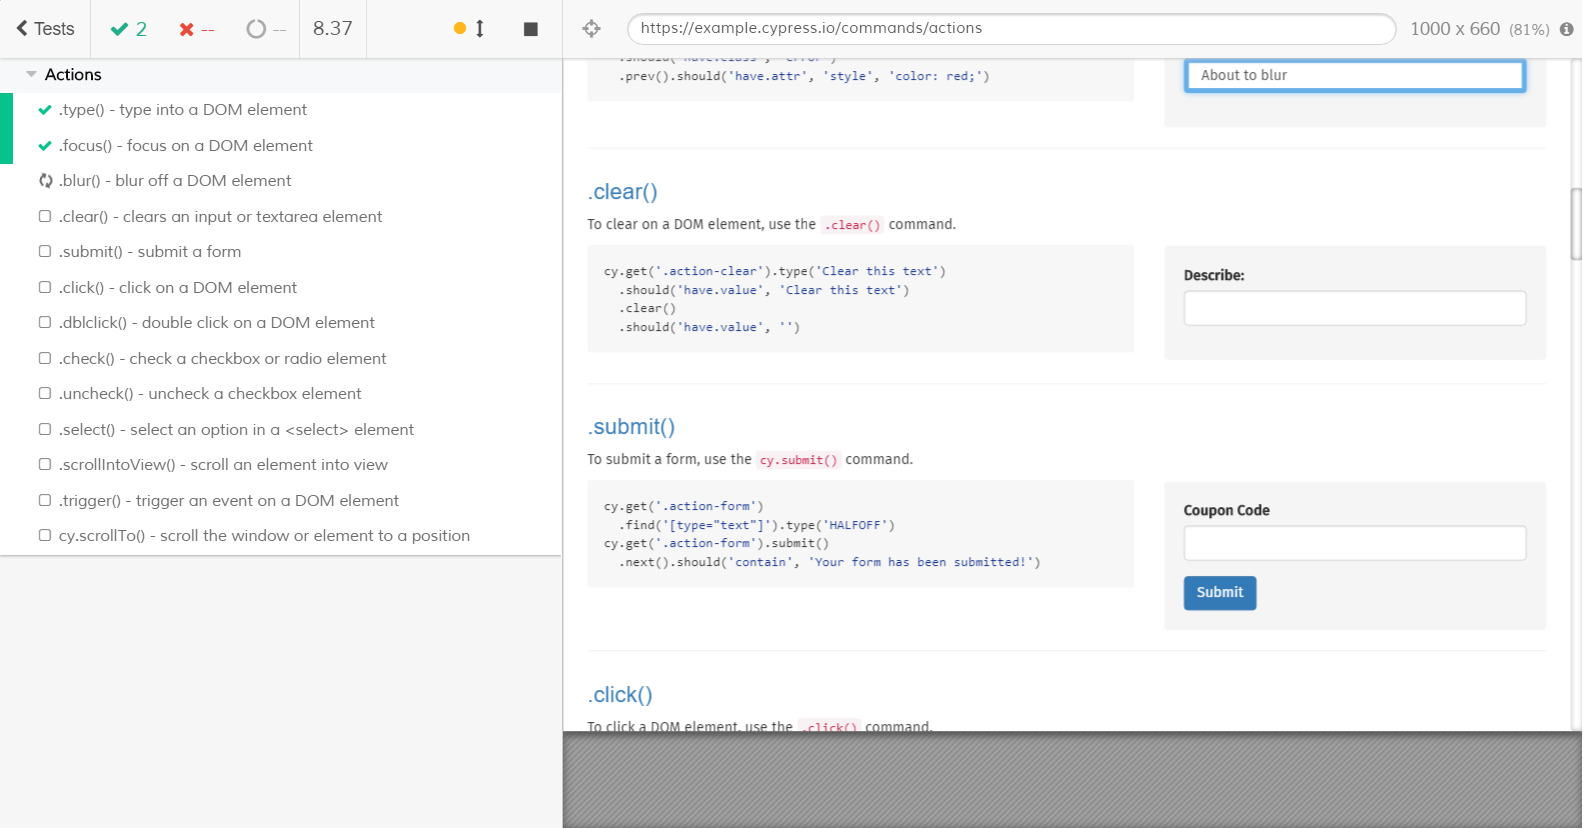 Tests
2
--
--
8.37
https://example.cypress.io/commands/actions
1000 x 660 (81%)
Actions
.type() - type into a DOM element
.focus() - focus on a DOM element
.blur() - blur off a DOM element
.clear() - clears an input or textarea element
.submit() - submit a form
.click() - click on a DOM element
.dblclick() - double click on a DOM element
.check() - check a checkbox or radio element
.uncheck() - uncheck a checkbox element
.select() - select an option in a <select> element
.scrollIntoView() - scroll an element into view
.trigger() - trigger an event on a DOM element
cy.scrollTo() - scroll the window or element to a position
.should('have.class', 'error')
.prev().should('have.attr', 'style', 'color: red;')
About to blur
.clear()
To clear on a DOM element, use the .clear() command.
cy.get('.action-clear').type('Clear this text')
.should('have.value', 'Clear this text')
.clear()
.should('have.value', '')
Describe:
.submit()
To submit a form, use the cy.submit() command.
cy.get('.action-form')
.find('[type="text"]').type('HALFOFF')
cy.get('.action-form').submit()
.next().should('contain', 'Your form has been submitted!')
Coupon Code
Submit
.click()
To click a DOM element, use the .click() command.